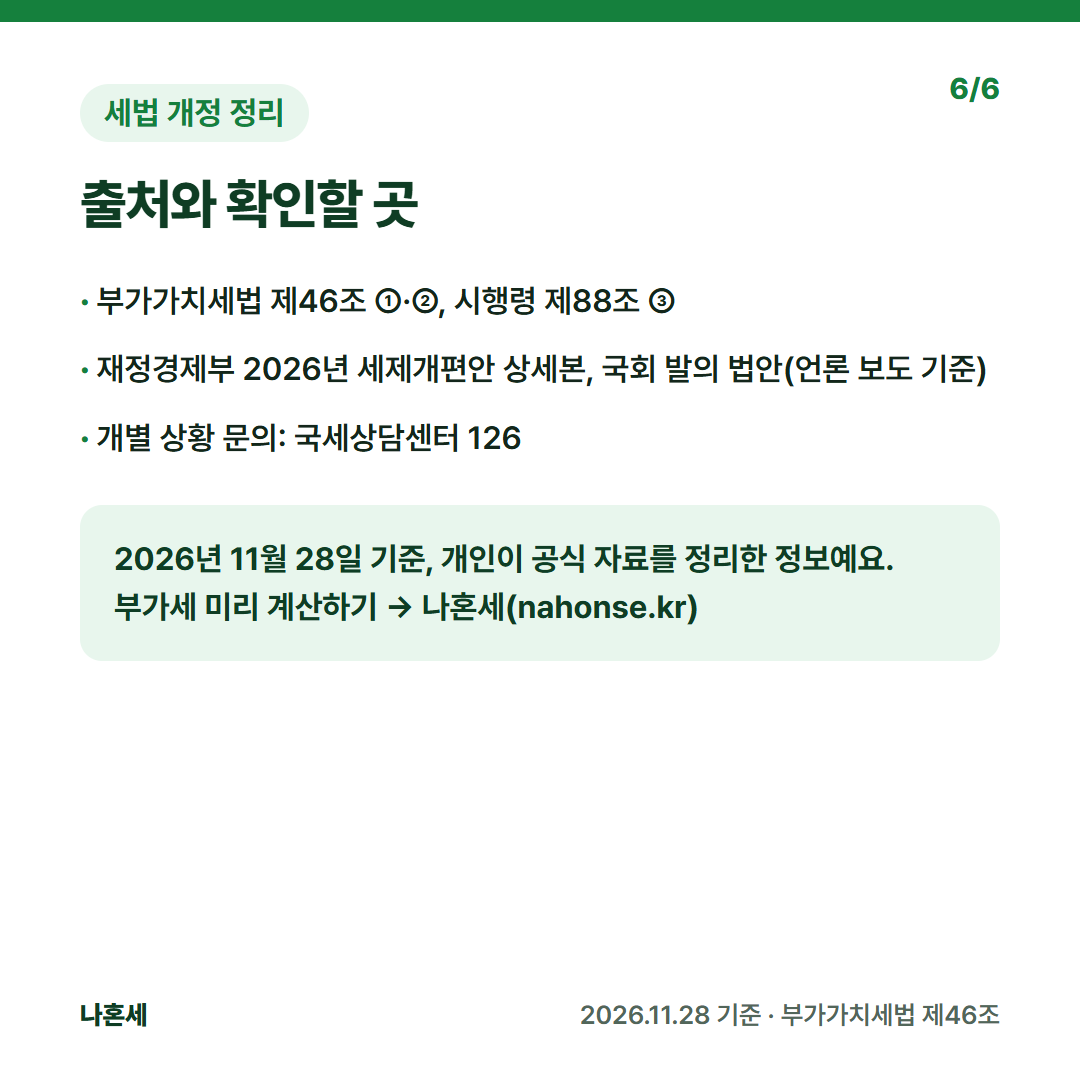 6/6
세법 개정 정리
출처와 확인할 곳
· 부가가치세법 제46조 ①·②, 시행령 제88조 ③
· 재정경제부 2026년 세제개편안 상세본, 국회 발의 법안(언론 보도 기준)
· 개별 상황 문의: 국세상담센터 126
2026년 11월 28일 기준, 개인이 공식 자료를 정리한 정보예요.
부가세 미리 계산하기 → 나혼세(nahonse.kr)
나혼세
2026.11.28 기준 · 부가가치세법 제46조